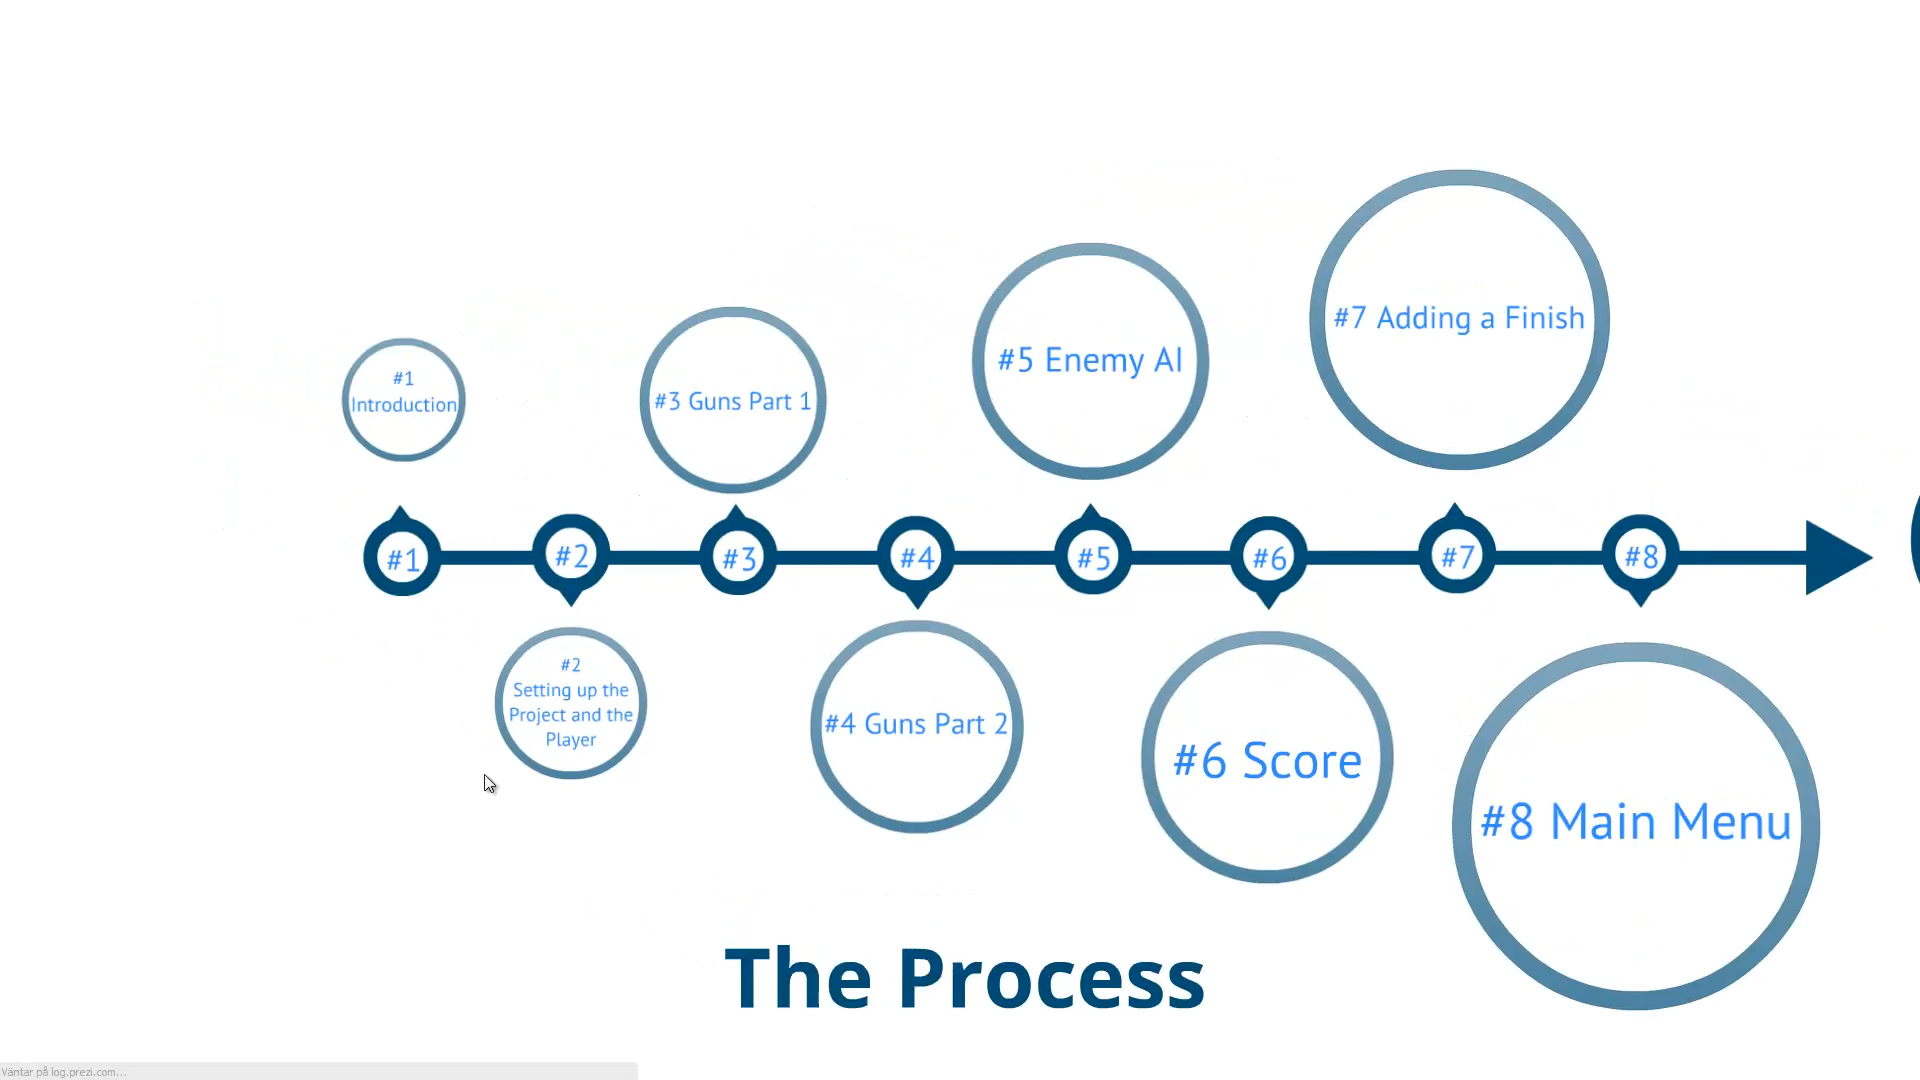 #1
Introduction
#3 Guns Part 1
#5 Enemy AI
#7 Adding a Finish
#1
#2
#3
#4
#5
#6
#7
#8
#2
Setting up the
Project and the
Player
#4 Guns Part 2
#6 Score
#8 Main Menu
The Process
Väntar på log.prezi.com...